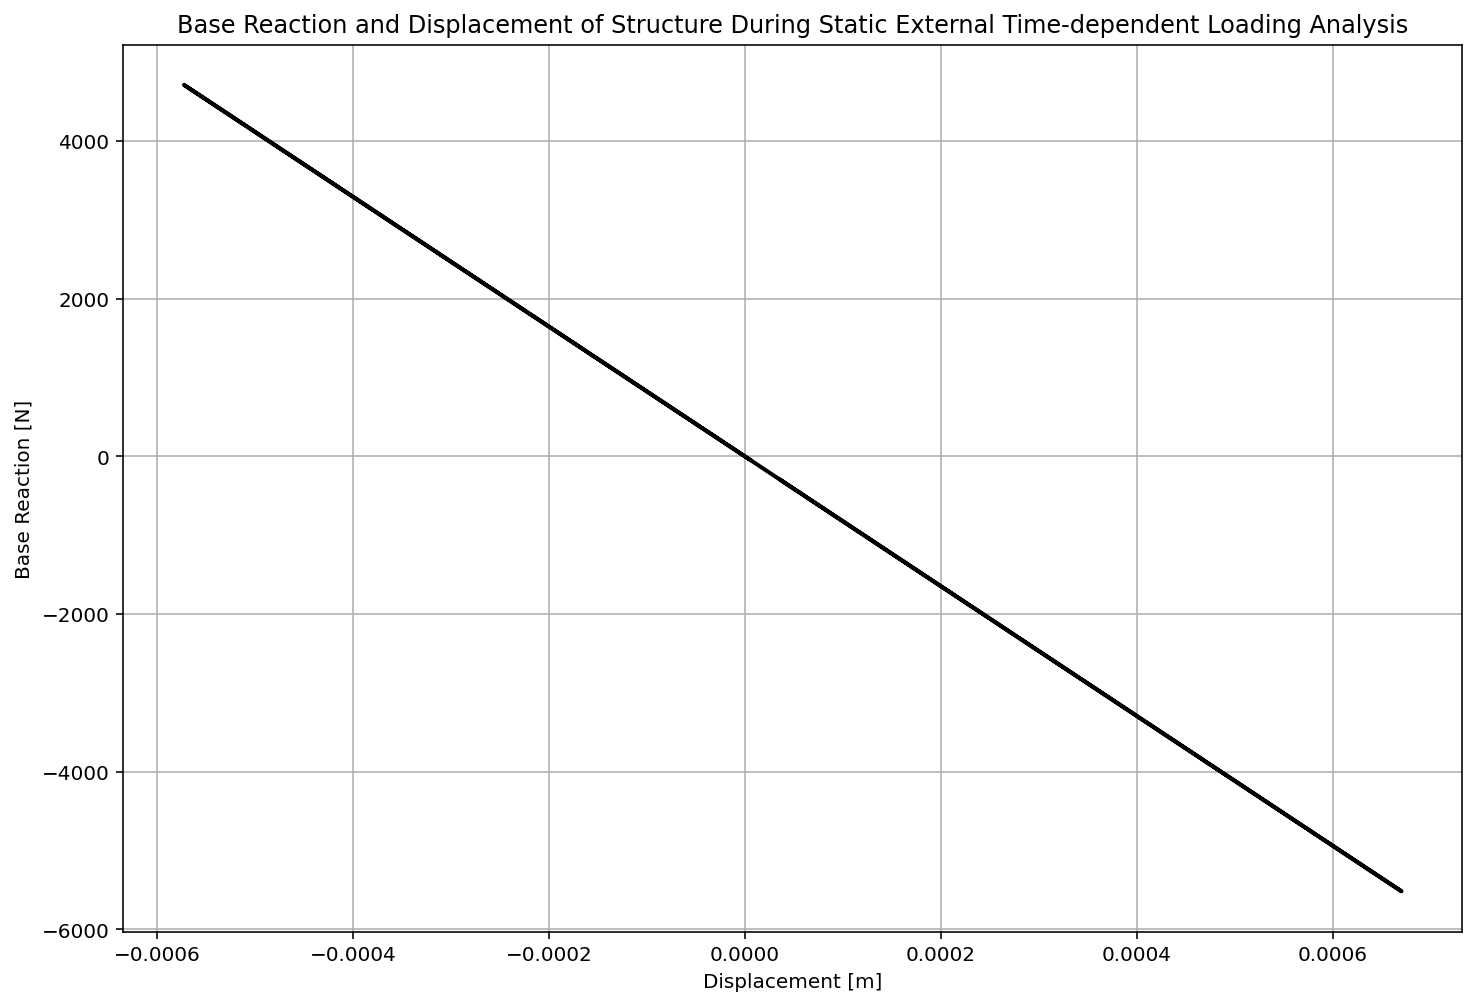 Base Reaction and Displacement of Structure During Static External Time-dependent Loading Analysis
4000
2000
0
−2000
−4000
−6000
Base Reaction [N]
−0.0006 −0.0004 −0.0002 0.0000 0.0002 0.0004 0.0006
Displacement [m]